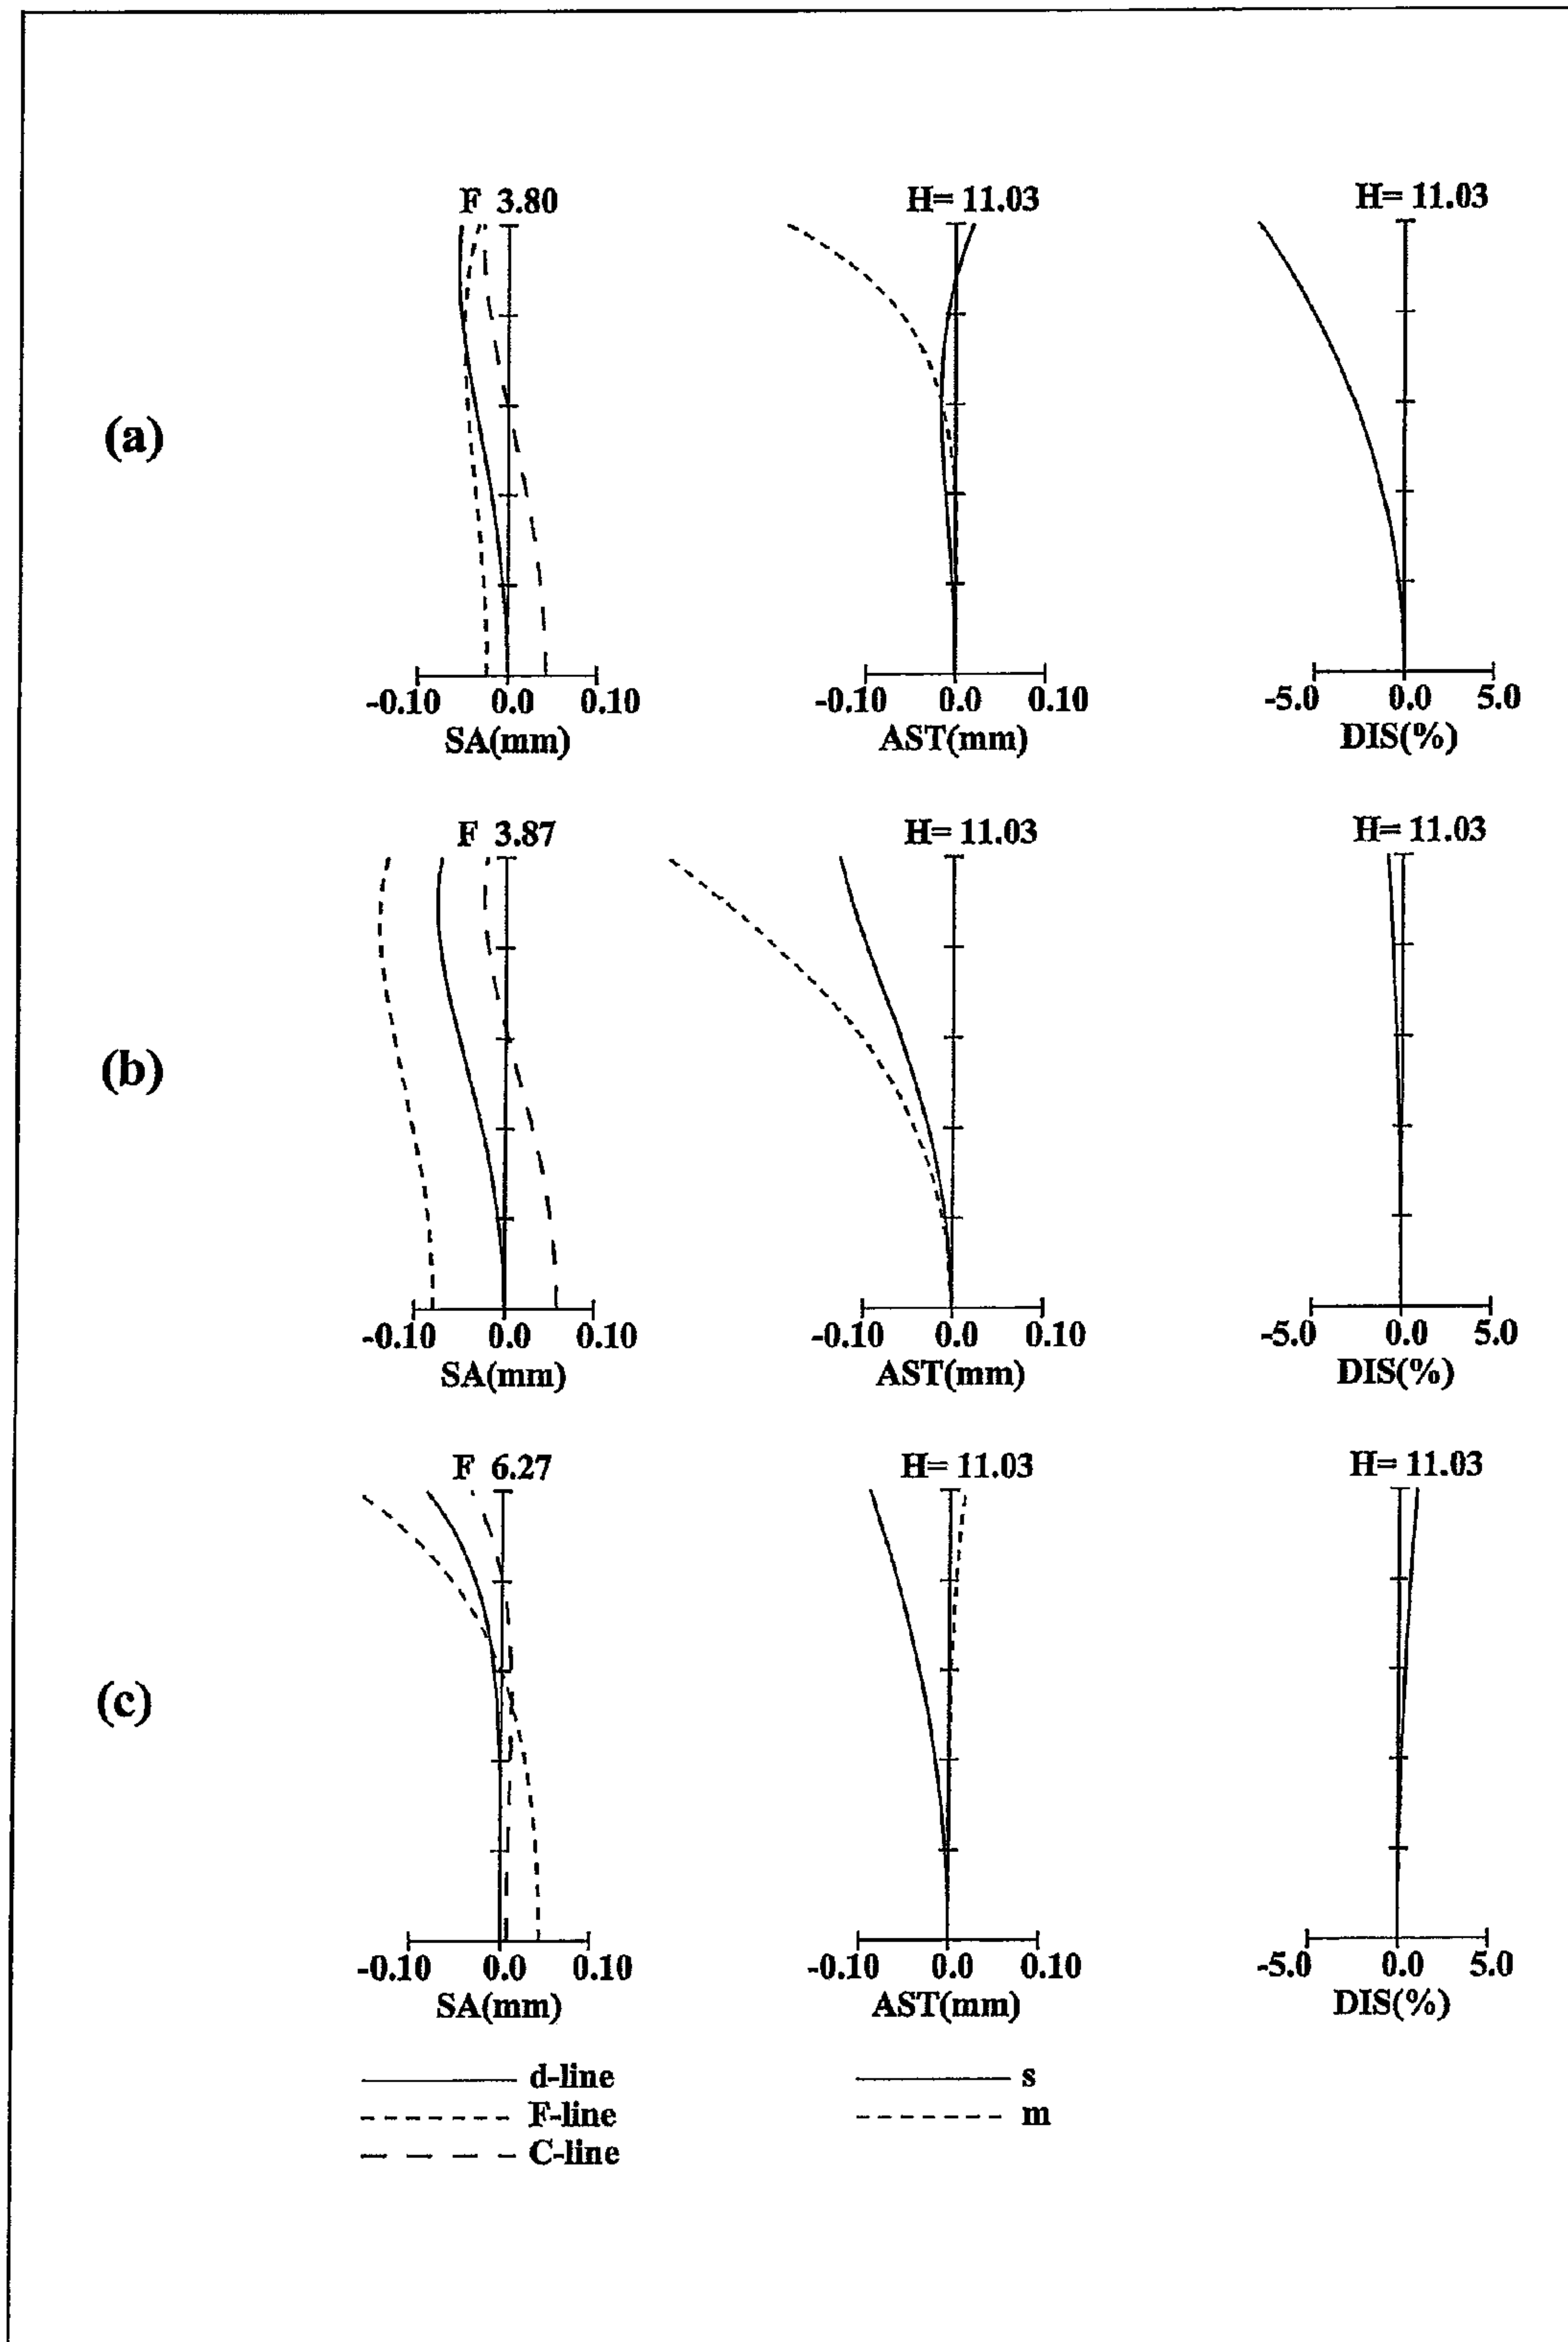 F 3.80 H= 11.03 H= 11.03
(a)
-0.10 0.0 0.10 -0.10 0.0 0.10 -5.0 0.0 5.0
SA(mm) AST(mm) DIS(%)
F 3.87 H= 11.03 H= 11.03
(b)
-0.10 0.0 0.10 -0.10 0.0 0.10 -5.0 0.0 5.0
SA(mm) AST(mm) DIS(%)
F 6.27 H= 11.03 H= 11.03
(c)
-0.10 0.0 0.10 -0.10 0.0 0.10 -5.0 0.0 5.0
SA(mm) AST(mm) DIS(%)
d-line s
F-line m
C-line